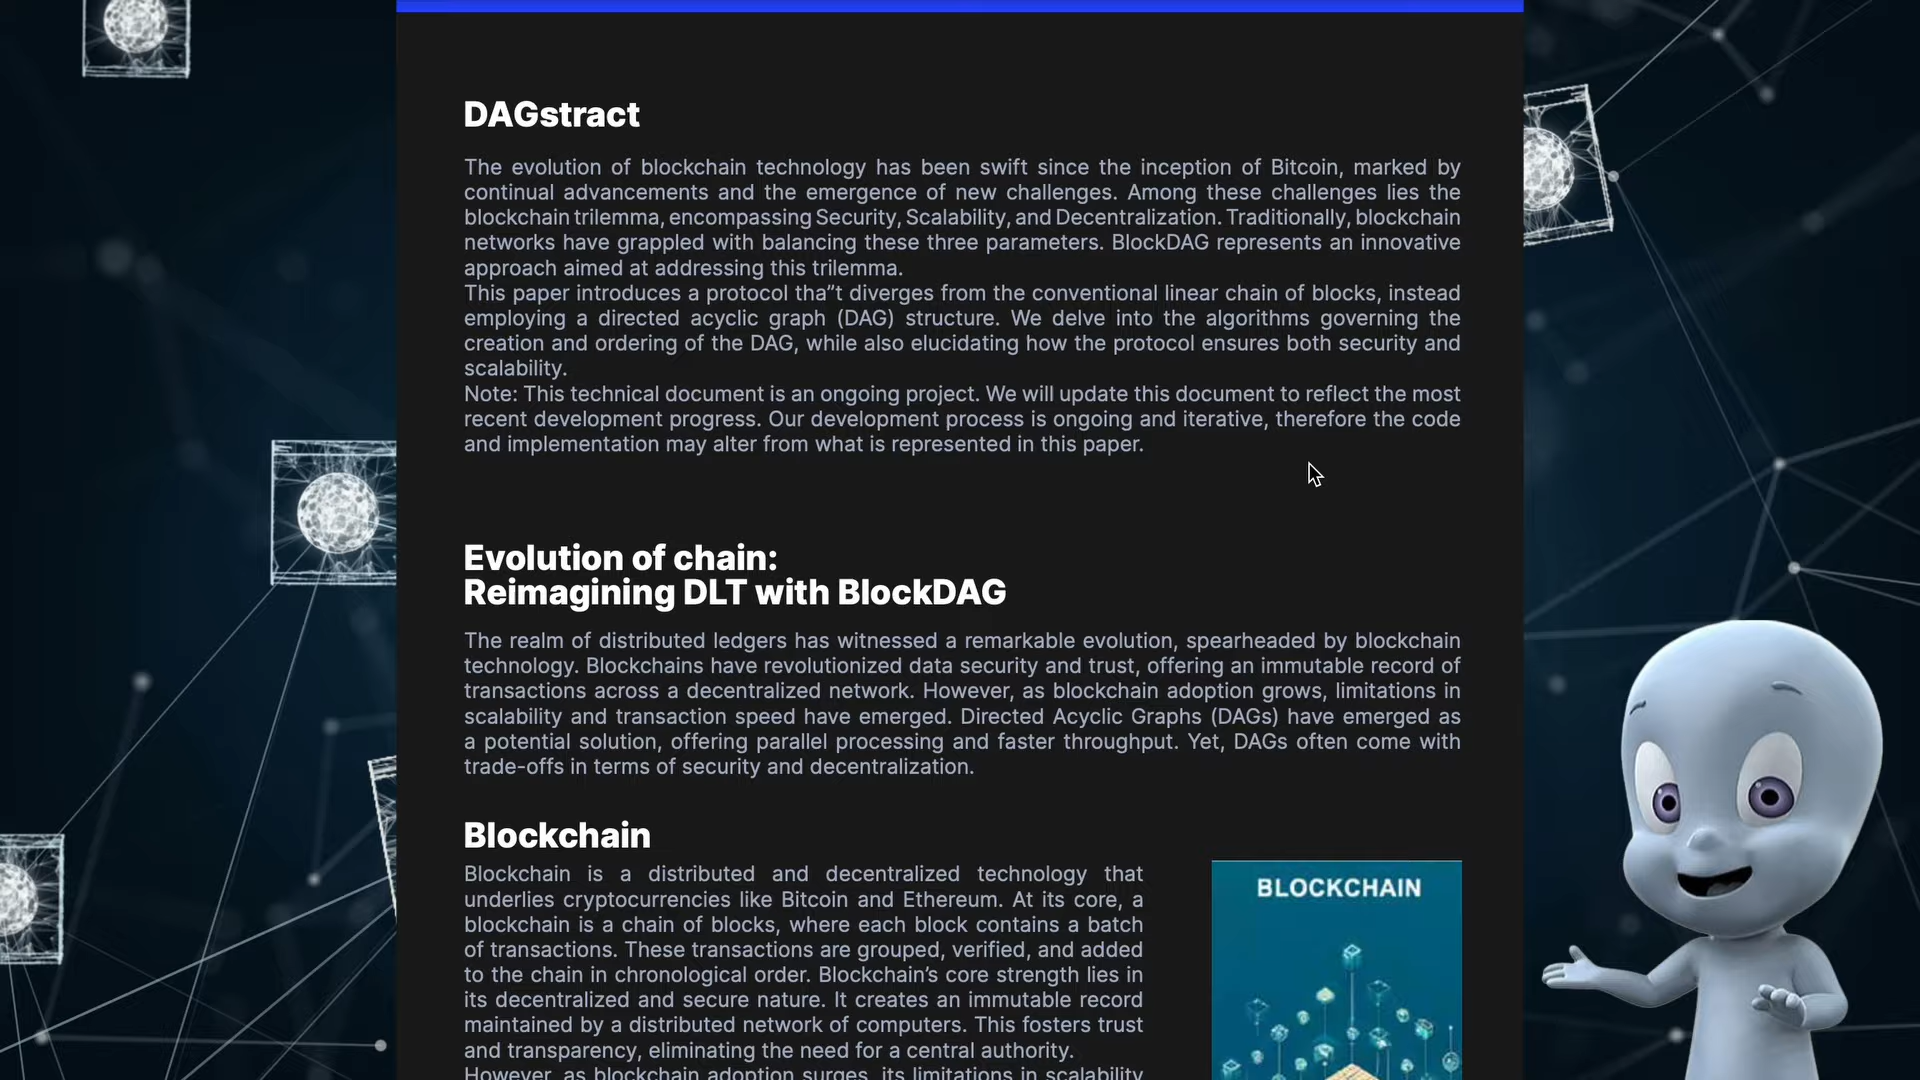 DAGstract
The evolution of blockchain technology has been swift since the inception of Bitcoin, marked by
continual advancements and the emergence of new challenges. Among these challenges lies the
blockchain trilemma, encompassing Security, Scalability, and Decentralization. Traditionally, blockchain
networks have grappled with balancing these three parameters. BlockDAG represents an innovative
approach aimed at addressing this trilemma.
This paper introduces a protocol tha”t diverges from the conventional linear chain of blocks, instead
employing a directed acyclic graph (DAG) structure. We delve into the algorithms governing the
creation and ordering of the DAG, while also elucidating how the protocol ensures both security and
scalability.
Note: This technical document is an ongoing project. We will update this document to reflect the most
recent development progress. Our development process is ongoing and iterative, therefore the code
and implementation may alter from what is represented in this paper.
Evolution of chain:
Reimagining DLT with BlockDAG
The realm of distributed ledgers has witnessed a remarkable evolution, spearheaded by blockchain
technology. Blockchains have revolutionized data security and trust, offering an immutable record of
transactions across a decentralized network. However, as blockchain adoption grows, limitations in
scalability and transaction speed have emerged. Directed Acyclic Graphs (DAGs) have emerged as
a potential solution, offering parallel processing and faster throughput. Yet, DAGs often come with
trade-offs in terms of security and decentralization.
Blockchain
Blockchain is a distributed and decentralized technology that
underlies cryptocurrencies like Bitcoin and Ethereum. At its core, a
blockchain is a chain of blocks, where each block contains a batch
of transactions. These transactions are grouped, verified, and added
to the chain in chronological order. Blockchain’s core strength lies in
its decentralized and secure nature. It creates an immutable record
maintained by a distributed network of computers. This fosters trust
and transparency, eliminating the need for a central authority.
However, as blockchain adoption surges, its limitations in scalability
BLOCKCHAIN